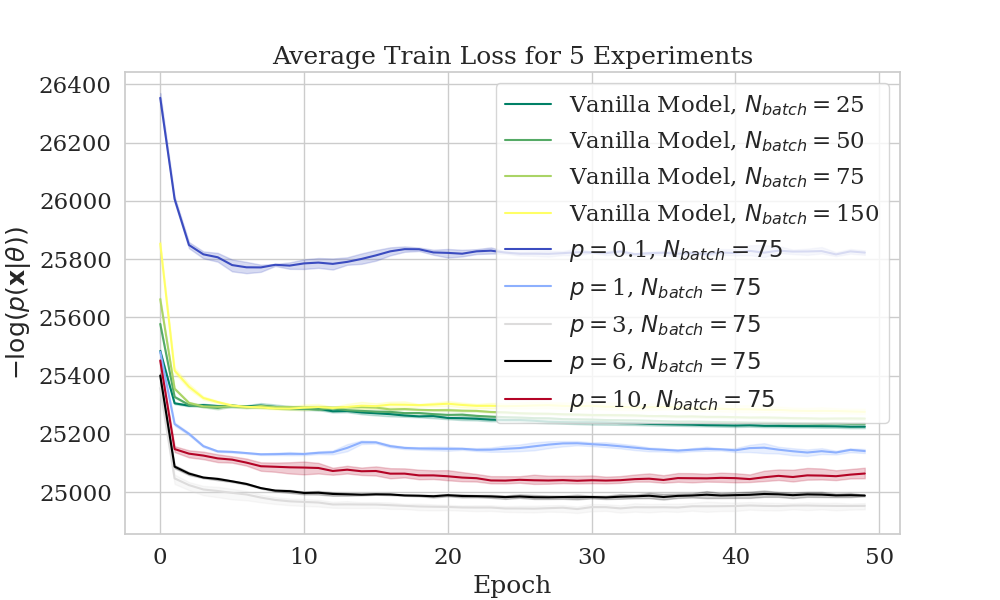 Average Train Loss for 5 Experiments
−log(p(x|θ))
26400
26200
26000
25800
25600
25400
25200
25000
Vanilla Model, N_batch = 25
Vanilla Model, N_batch = 50
Vanilla Model, N_batch = 75
Vanilla Model, N_batch = 150
p = 0.1, N_batch = 75
p = 1, N_batch = 75
p = 3, N_batch = 75
p = 6, N_batch = 75
p = 10, N_batch = 75
0 10 20 30 40 50
Epoch